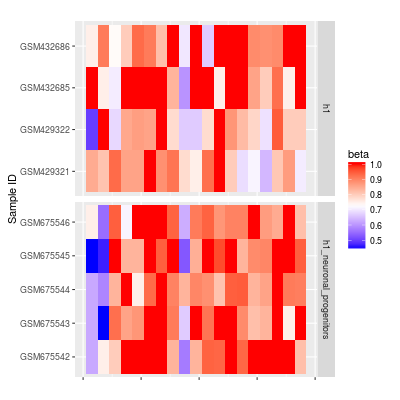 GSM432686
GSM432685
GSM429322
GSM429321
h1
GSM675546
GSM675545
GSM675544
GSM675543
GSM675542
h1_neuronal_progenitors
Sample ID
beta
1.0
0.9
0.8
0.7
0.6
0.5